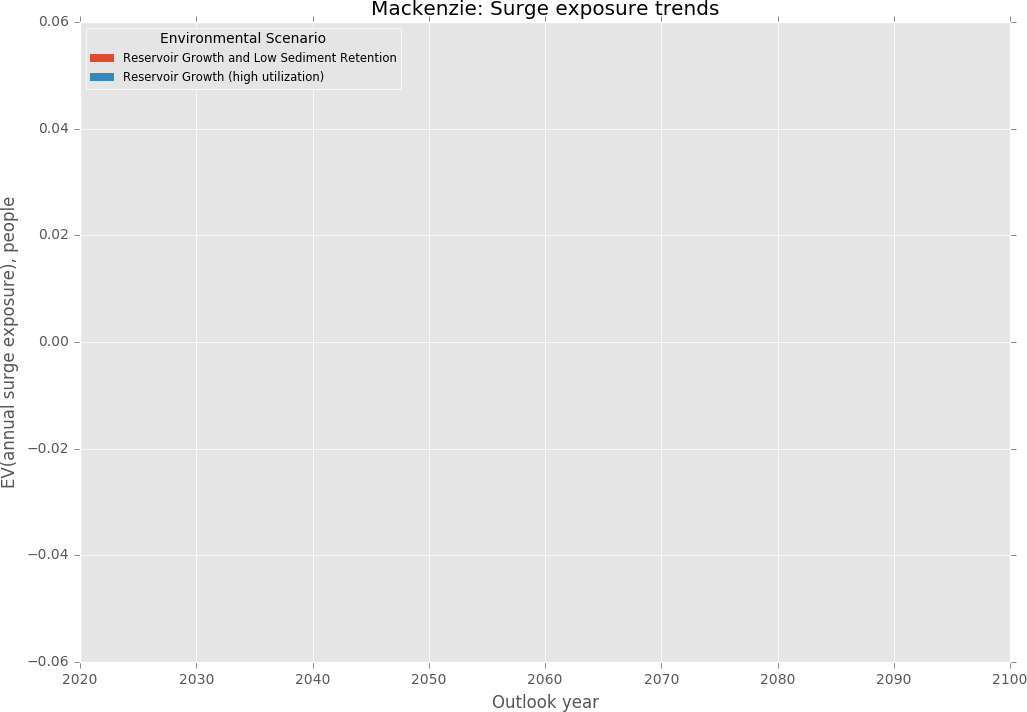 Mackenzie: Surge exposure trends
Environmental Scenario
Reservoir Growth and Low Sediment Retention
Reservoir Growth (high utilization)
EV(annual surge exposure), people
0.06
0.04
0.02
0.00
−0.02
−0.04
−0.06
2020 2030 2040 2050 2060 2070 2080 2090 2100
Outlook year